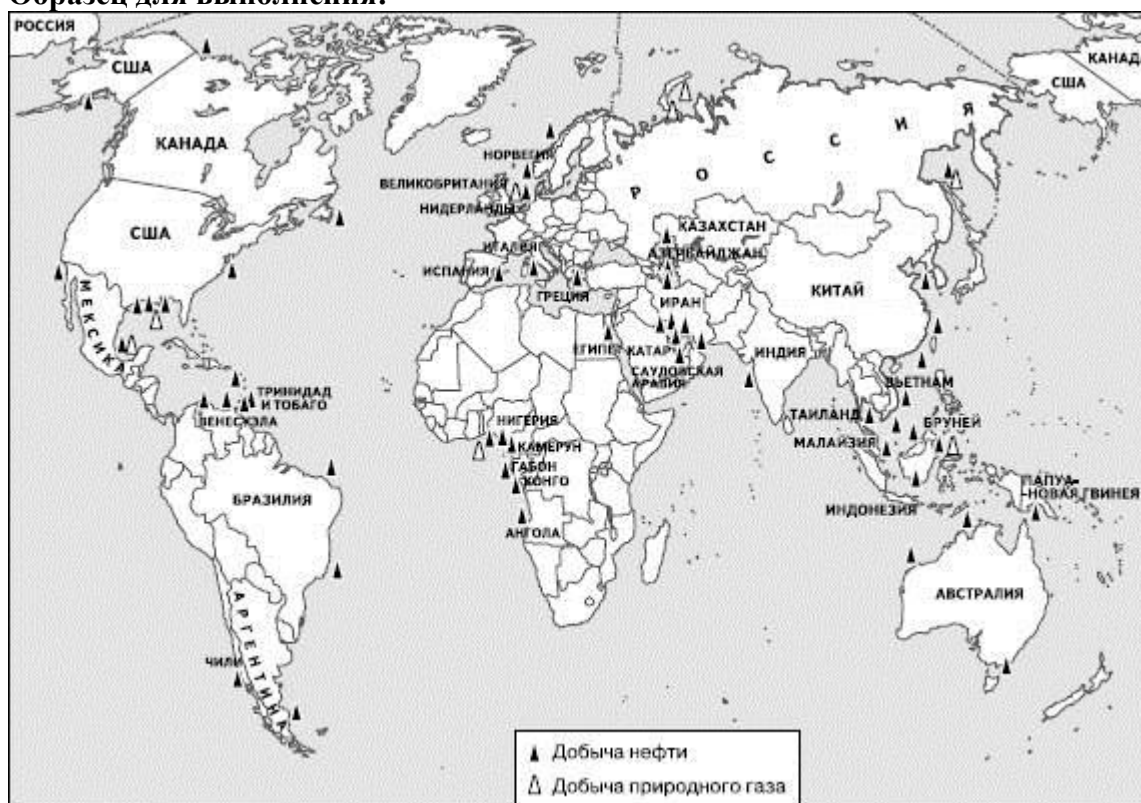 Образец для выполнения:
РОССИЯ
США
КАНАДА
США
КАНАДА
РОССИЯ
НОРВЕГИЯ
ВЕЛИКОБРИТАНИЯ
НИДЕРЛАНДЫ
США
ИТАЛИЯ
ИСПАНИЯ
ГРЕЦИЯ
КАЗАХСТАН
АЗЕРБАЙДЖАН
КИТАЙ
ИРАН
МЕКСИКА
ЕГИПЕТ
КАТАР
САУДОВСКАЯ
АРАВИЯ
ИНДИЯ
ВЬЕТНАМ
ТРИНИДАД
И ТОБАГО
ВЕНЕСУЭЛА
НИГЕРИЯ
КАМЕРУН
ГАБОН
КОНГО
ТАИЛАНД
БРУНЕЙ
МАЛАЙЗИЯ
БРАЗИЛИЯ
АНГОЛА
ИНДОНЕЗИЯ
ПАПУА-
НОВАЯ ГВИНЕЯ
АВСТРАЛИЯ
ЧИЛИ
АРГЕНТИНА
Добыча нефти
Добыча природного газа